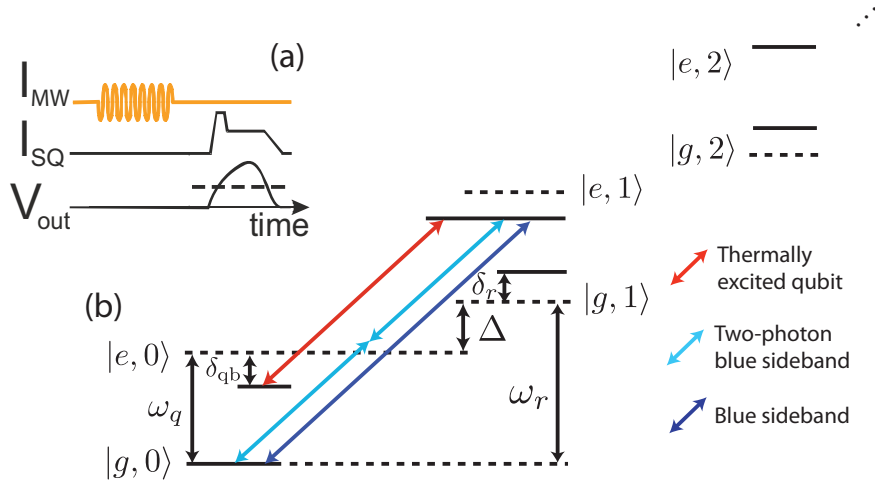 (a)
I_MW
I_SQ
V_out
time
|e, 2⟩
|g, 2⟩
|e, 1⟩
|g, 1⟩
(b)
δ_r
Δ
|e, 0⟩
δ_qb
ω_q
ω_r
|g, 0⟩
Thermally
excited qubit
Two-photon
blue sideband
Blue sideband